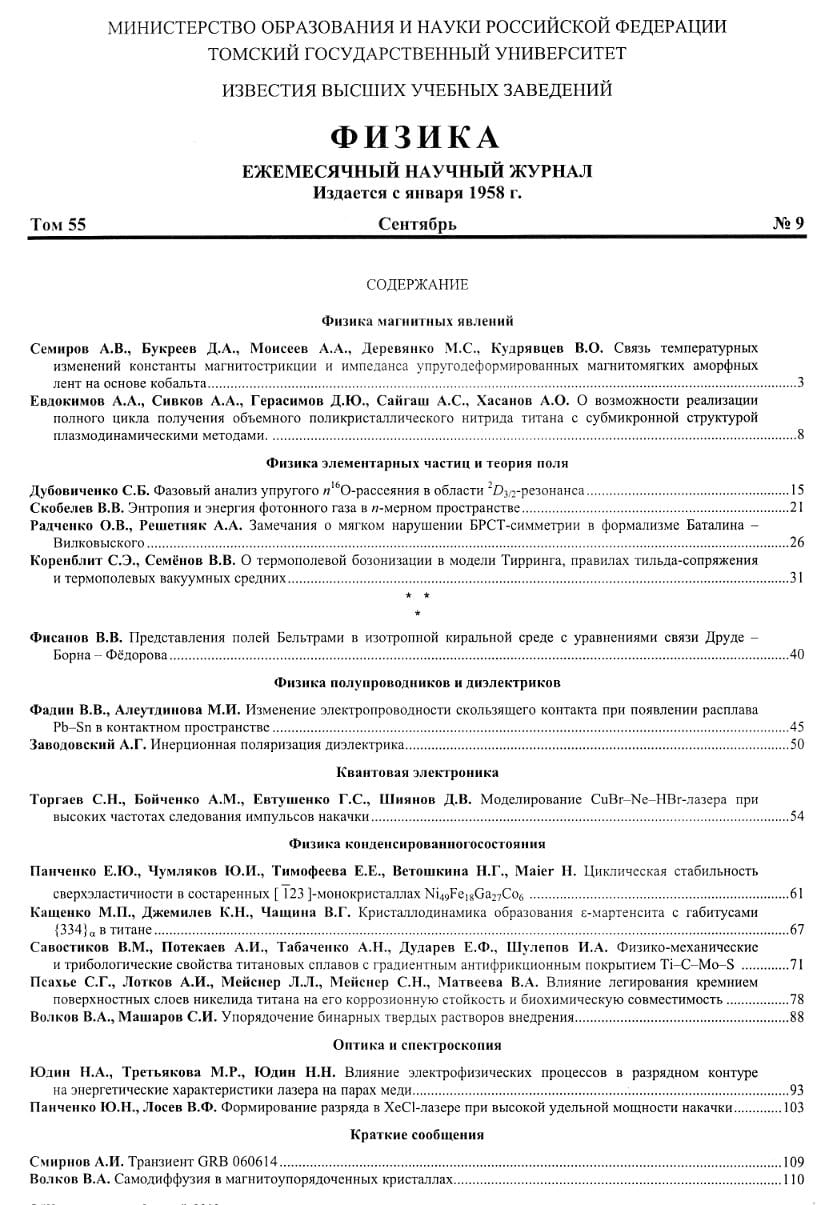 МИНИСТЕРСТВО ОБРАЗОВАНИЯ И НАУКИ РОССИЙСКОЙ ФЕДЕРАЦИИ
ТОМСКИЙ ГОСУДАРСТВЕННЫЙ УНИВЕРСИТЕТ
ИЗВЕСТИЯ ВЫСШИХ УЧЕБНЫХ ЗАВЕДЕНИЙ
ФИЗИКА
ЕЖЕМЕСЯЧНЫЙ НАУЧНЫЙ ЖУРНАЛ
Издается с января 1958 г.
Том 55 Сентябрь № 9
СОДЕРЖАНИЕ
Физика магнитных явлений
Семиров А.В., Букреев Д.А., Моисеев А.А., Деревянко М.С., Кудрявцев В.О. Связь температурных
изменений константы магнитострикции и импеданса упругодеформированных магнитомягких аморфных
лент на основе кобальта...3
Евдокимов А.А., Сивков А.А., Герасимов Д.Ю., Сайгаш А.С., Хасанов А.О. О возможности реализации
полного цикла получения объемного поликристаллического нитрида титана с субмикронной структурой
плазмодинамическими методами. ...8
Физика элементарных частиц и теория поля
Дубовиченко С.Б. Фазовый анализ упругого n¹⁶O-рассеяния в области ²D₃/₂-резонанса...15
Скобелев В.В. Энтропия и энергия фотонного газа в n-мерном пространстве...21
Радченко О.В., Решетняк А.А. Замечания о мягком нарушении БРСТ-симметрии в формализме Баталина –
Вилковыского...26
Коренблит С.Э., Семёнов В.В. О термополевой бозонизации в модели Тирринга, правилах тильда-сопряжения
и термополевых вакуумных средних...31
* *
*
Фисанов В.В. Представления полей Бельтрами в изотропной киральной среде с уравнениями связи Друде –
Борна – Фёдорова...40
Физика полупроводников и диэлектриков
Фадин В.В., Алеутдинова М.И. Изменение электропроводности скользящего контакта при появлении расплава
Pb–Sn в контактном пространстве...45
Заводовский А.Г. Инерционная поляризация диэлектрика...50
Квантовая электроника
Торгаев С.Н., Бойченко А.М., Евтушенко Г.С., Шиянов Д.В. Моделирование CuBr–Ne–HBr-лазера при
высоких частотах следования импульсов накачки...54
Физика конденсированногосостояния
Панченко Е.Ю., Чумляков Ю.И., Тимофеева Е.Е., Ветошкина Н.Г., Maier H. Циклическая стабильность
сверхэластичности в состаренных [ 1̅23 ]-монокристаллах Ni₄₉Fe₁₈Ga₂₇Co₆ ...61
Кащенко М.П., Джемилев К.Н., Чащина В.Г. Кристаллодинамика образования ε-мартенсита с габитусами
{334}α в титане...67
Савостиков В.М., Потекаев А.И., Табаченко А.Н., Дударев Е.Ф., Шулепов И.А. Физико-механические
и трибологические свойства титановых сплавов с градиентным антифрикционным покрытием Ti–C–Mo–S ...71
Псахье С.Г., Лотков А.И., Мейснер Л.Л., Мейснер С.Н., Матвеева В.А. Влияние легирования кремнием
поверхностных слоев никелида титана на его коррозионную стойкость и биохимическую совместимость ...78
Волков В.А., Машаров С.И. Упорядочение бинарных твердых растворов внедрения...88
Оптика и спектроскопия
Юдин Н.А., Третьякова М.Р., Юдин Н.Н. Влияние электрофизических процессов в разрядном контуре
на энергетические характеристики лазера на парах меди...93
Панченко Ю.Н., Лосев В.Ф. Формирование разряда в XeCl-лазере при высокой удельной мощности накачки...103
Краткие сообщения
Смирнов А.И. Транзиент GRB 060614...109
Волков В.А. Самодиффузия в магнитоупорядоченных кристаллах...110